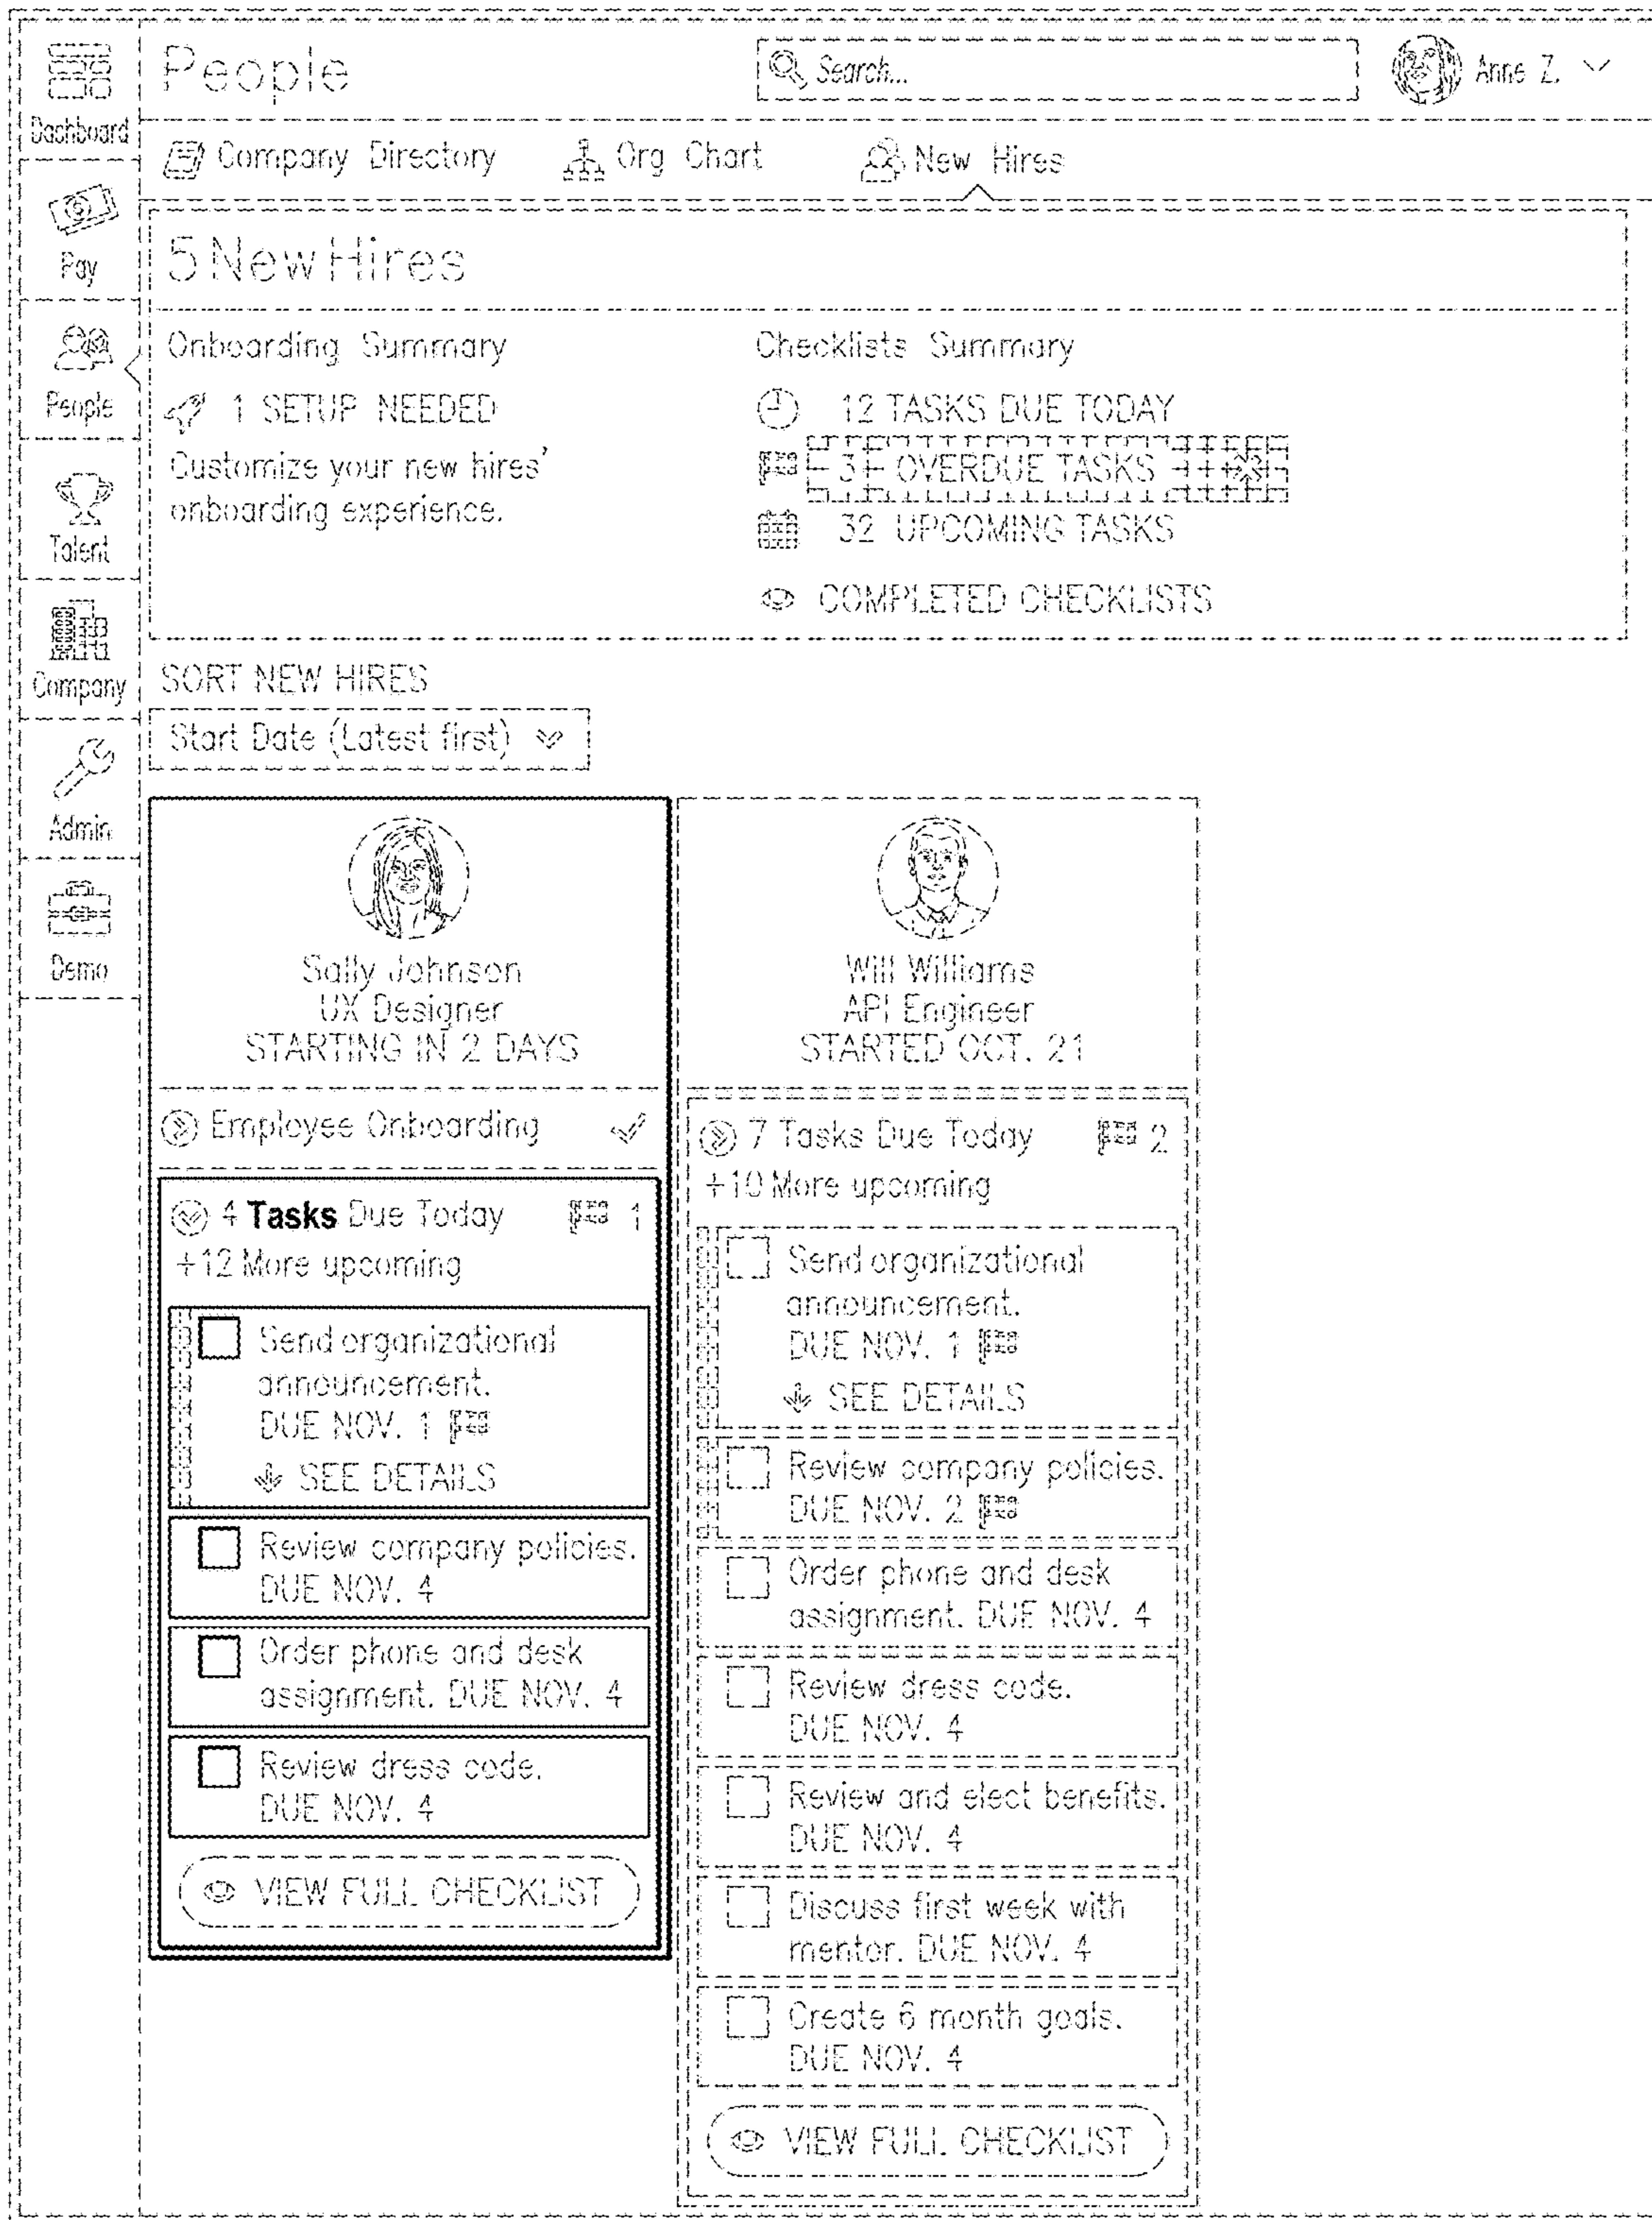 People
Search...
Anne Z.
Dashboard
Company Directory
Org Chart
New Hires
Pay
5 New Hires
People
Onboarding Summary
1 SETUP NEEDED
Customize your new hires'
onboarding experience.
Checklists Summary
12 TASKS DUE TODAY
3 OVERDUE TASKS
32 UPCOMING TASKS
COMPLETED CHECKLISTS
Talent
Company
SORT NEW HIRES
Start Date (Latest first)
Admin
Demo
Sally Johnson
UX Designer
STARTING IN 2 DAYS
Employee Onboarding
4 Tasks Due Today 1
+12 More upcoming
Send organizational
announcement.
DUE NOV. 1
SEE DETAILS
Review company policies.
DUE NOV. 4
Order phone and desk
assignment. DUE NOV. 4
Review dress code.
DUE NOV. 4
VIEW FULL CHECKLIST
Will Williams
API Engineer
STARTED OCT. 21
7 Tasks Due Today 2
+10 More upcoming
Send organizational
announcement.
DUE NOV. 1
SEE DETAILS
Review company policies.
DUE NOV. 2
Order phone and desk
assignment. DUE NOV. 4
Review dress code.
DUE NOV. 4
Review and elect benefits.
DUE NOV. 4
Discuss first week with
mentor. DUE NOV. 4
Create 6 month goals.
DUE NOV. 4
VIEW FULL CHECKLIST